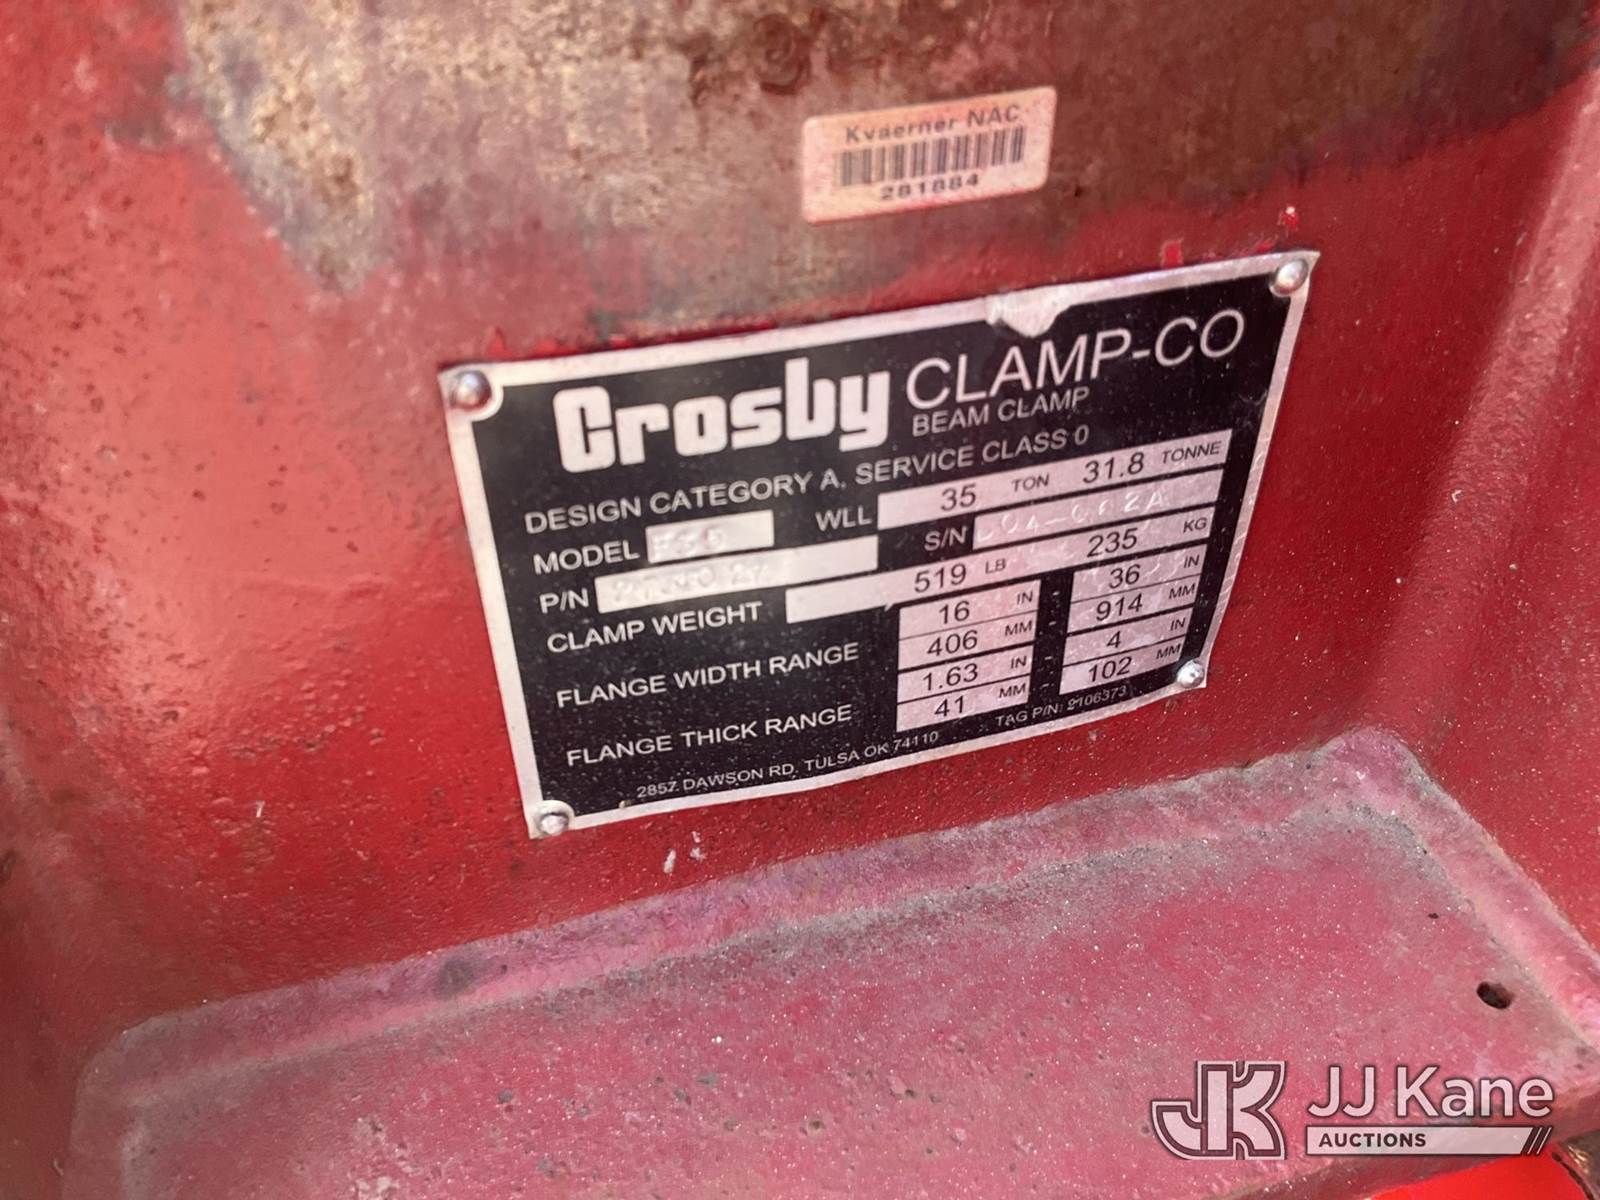 Kvaerner NAC
281884
Crosby CLAMP-CO
BEAM CLAMP
DESIGN CATEGORY A, SERVICE CLASS 0
MODEL F35 WLL 35 TON 31.8 TONNE
P/N S/N
CLAMP WEIGHT 519 LB 235 KG
FLANGE WIDTH RANGE 16 IN - 36 IN
406 MM - 914 MM
FLANGE THICK RANGE 1.63 IN - 4 IN
41 MM - 102 MM
2857 DAWSON RD. TULSA OK 74110 TAG P/N: 2106373
JK JJ Kane
AUCTIONS